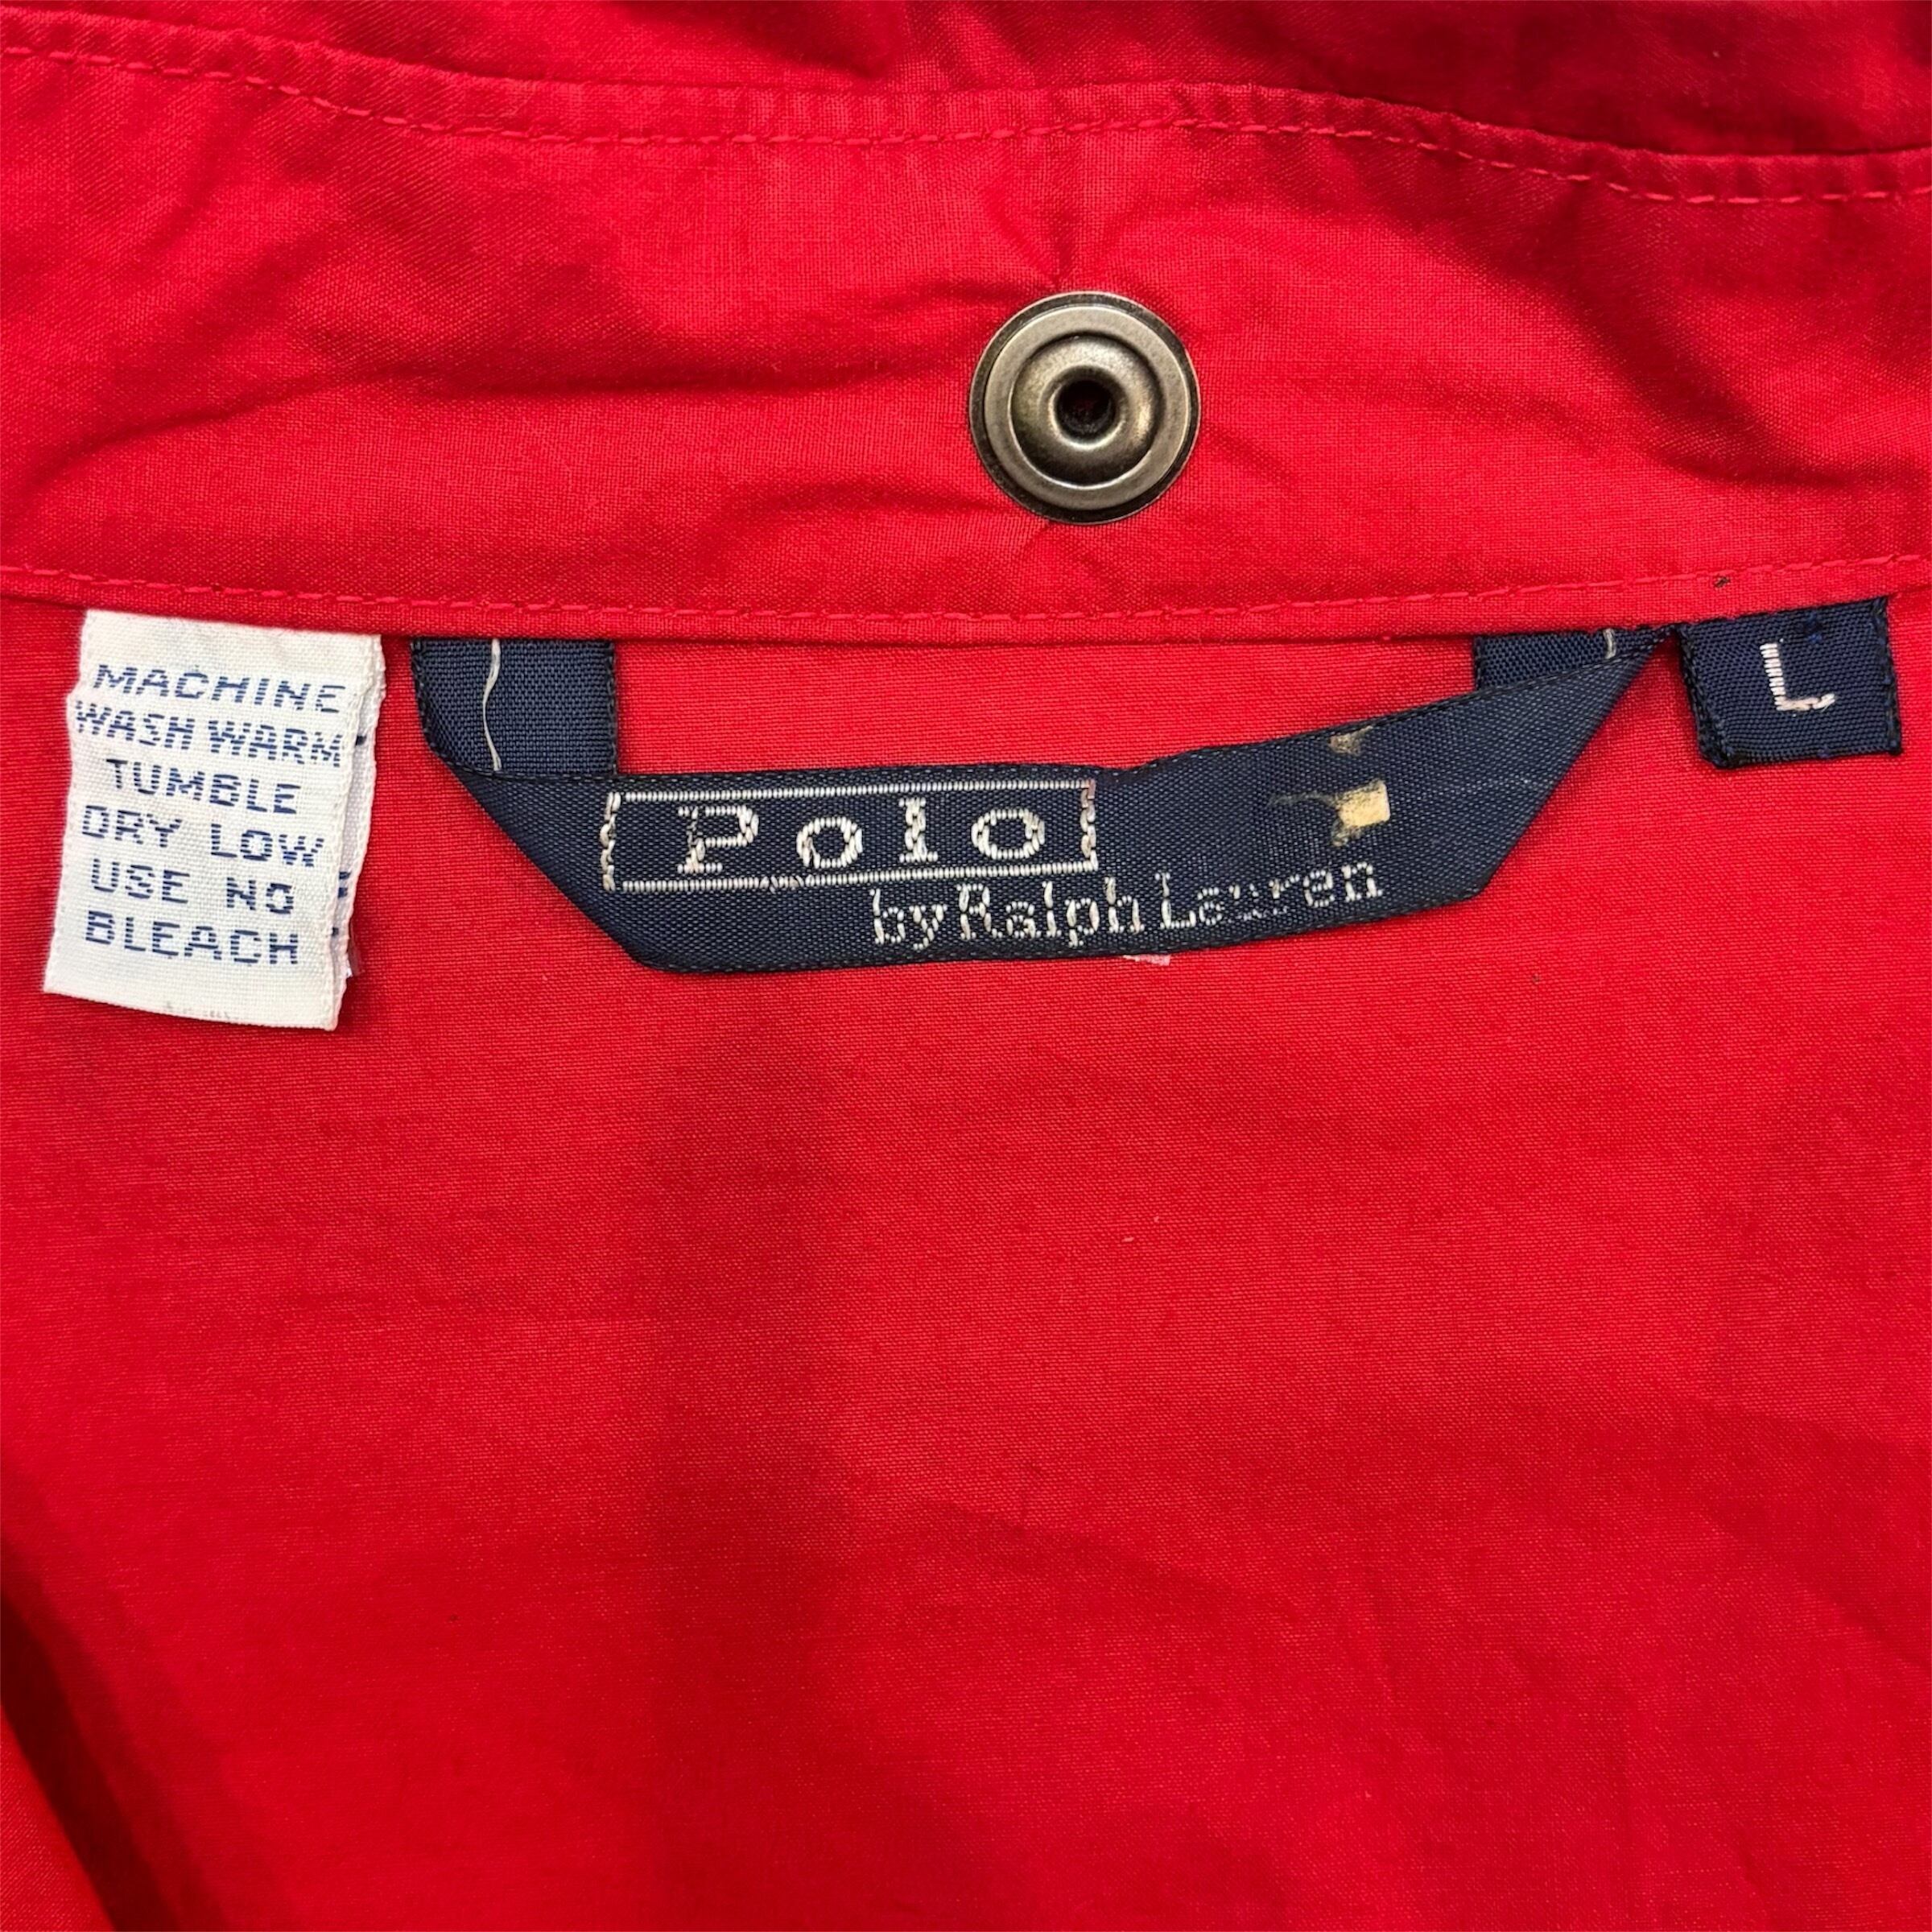 MACHINE
WASH WARM
TUMBLE
DRY LOW
USE NO
BLEACH
Polo
by Ralph Lauren
L